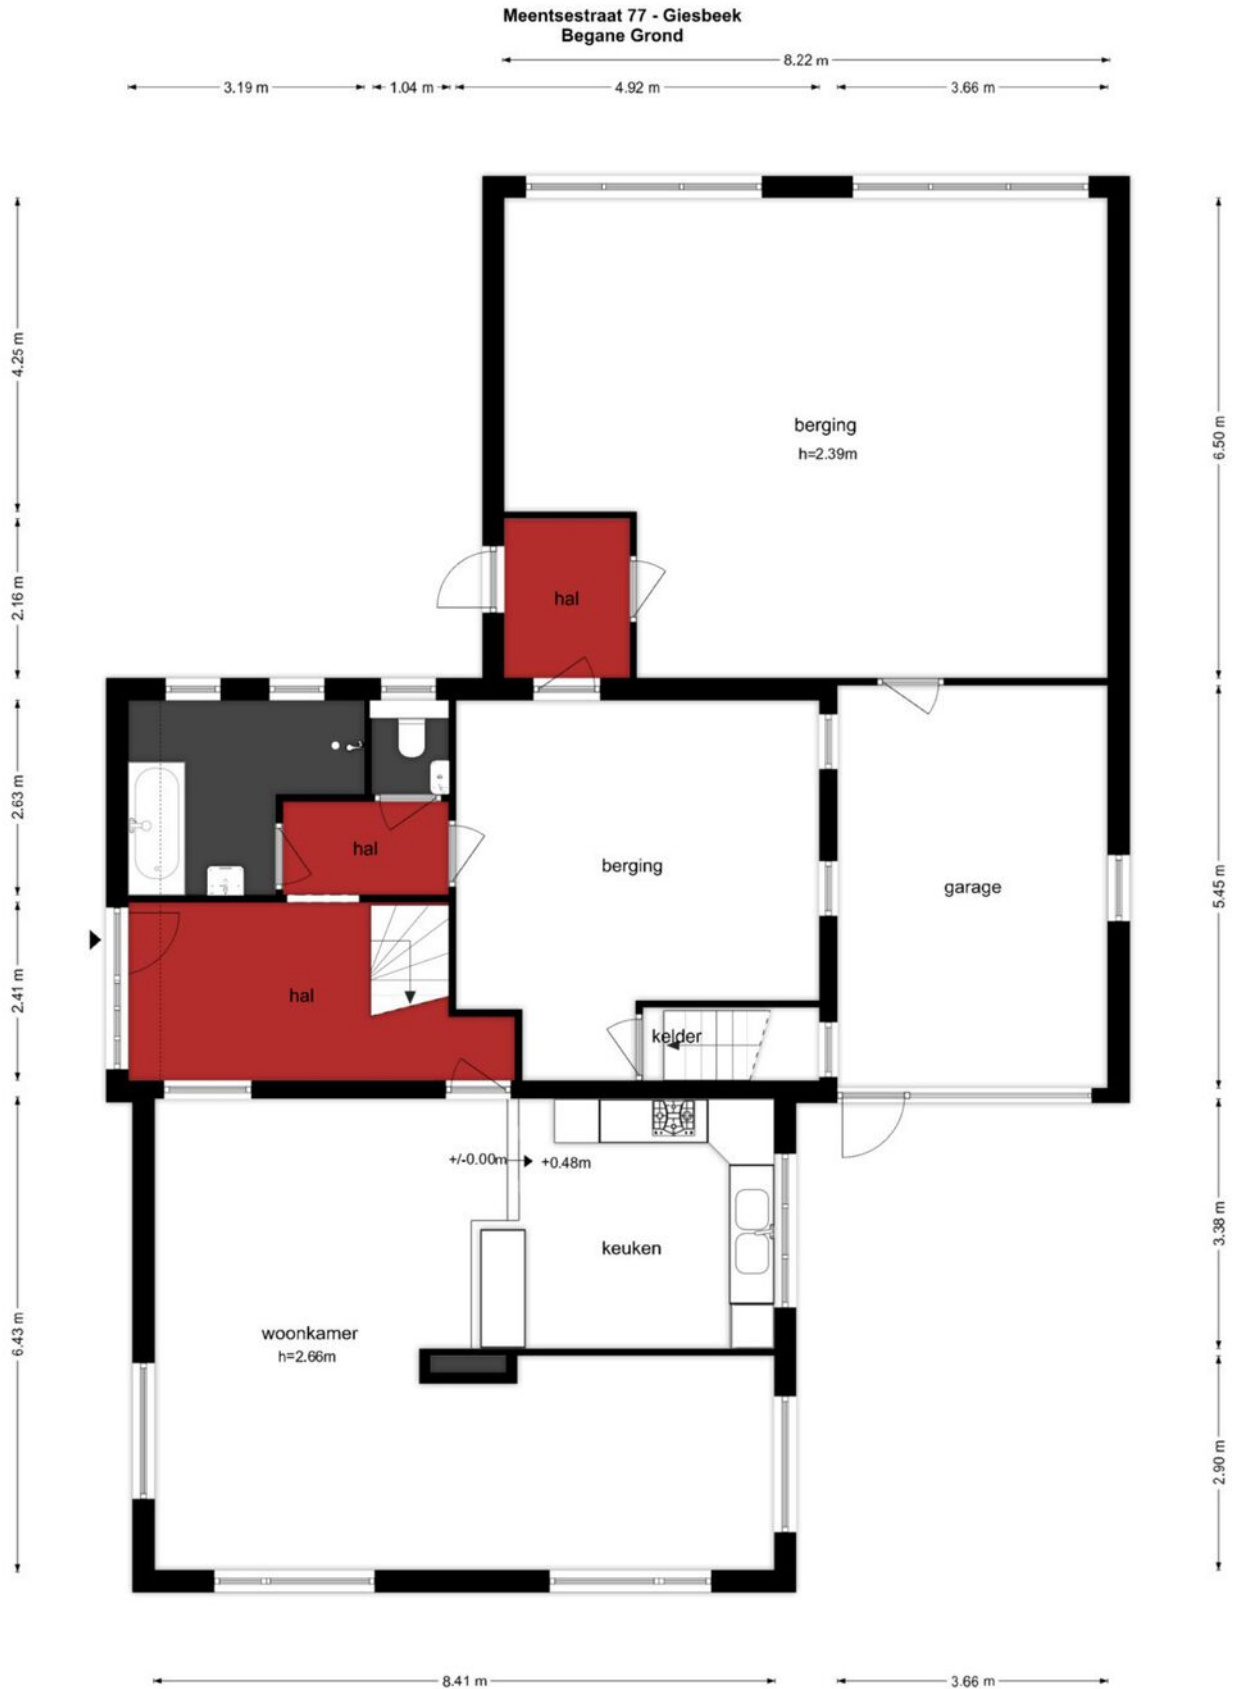 Meentsestraat 77 - Giesbeek
Begane Grond
8.22 m
3.19 m
1.04 m
4.92 m
3.66 m
4.25 m
6.50 m
berging
h=2.39m
2.16 m
hal
2.63 m
hal
berging
garage
5.45 m
2.41 m
hal
kelder
+/-0.00m
+0.48m
3.38 m
keuken
6.43 m
woonkamer
h=2.66m
2.90 m
8.41 m
3.66 m